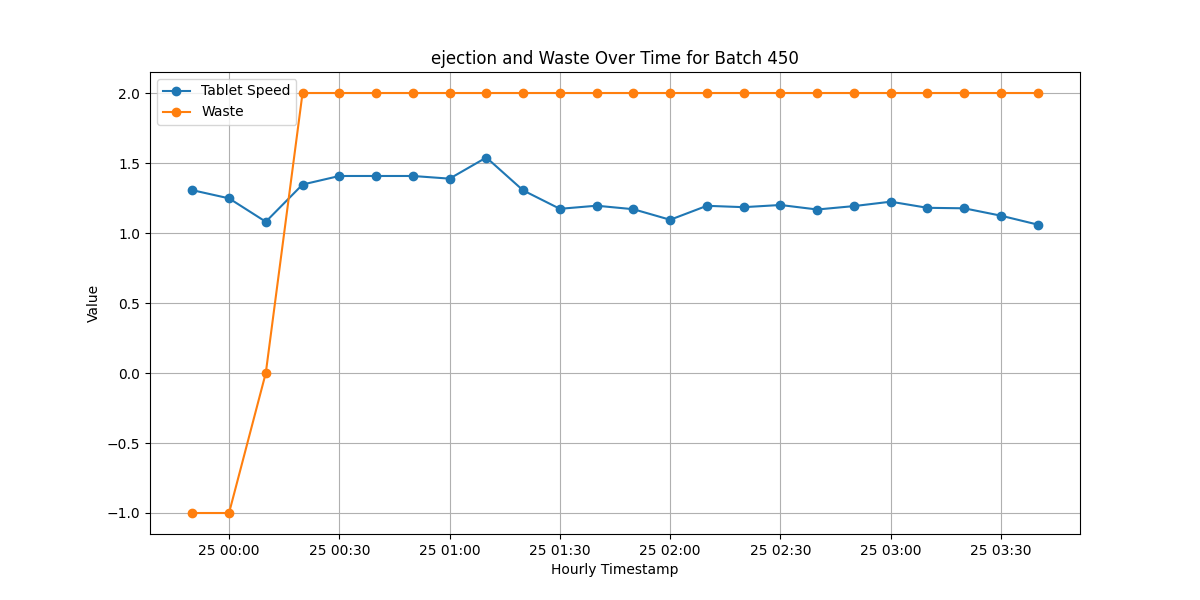 ejection and Waste Over Time for Batch 450
Tablet Speed
Waste
2.0
1.5
1.0
0.5
0.0
−0.5
−1.0
Value
25 00:00 25 00:30 25 01:00 25 01:30 25 02:00 25 02:30 25 03:00 25 03:30
Hourly Timestamp